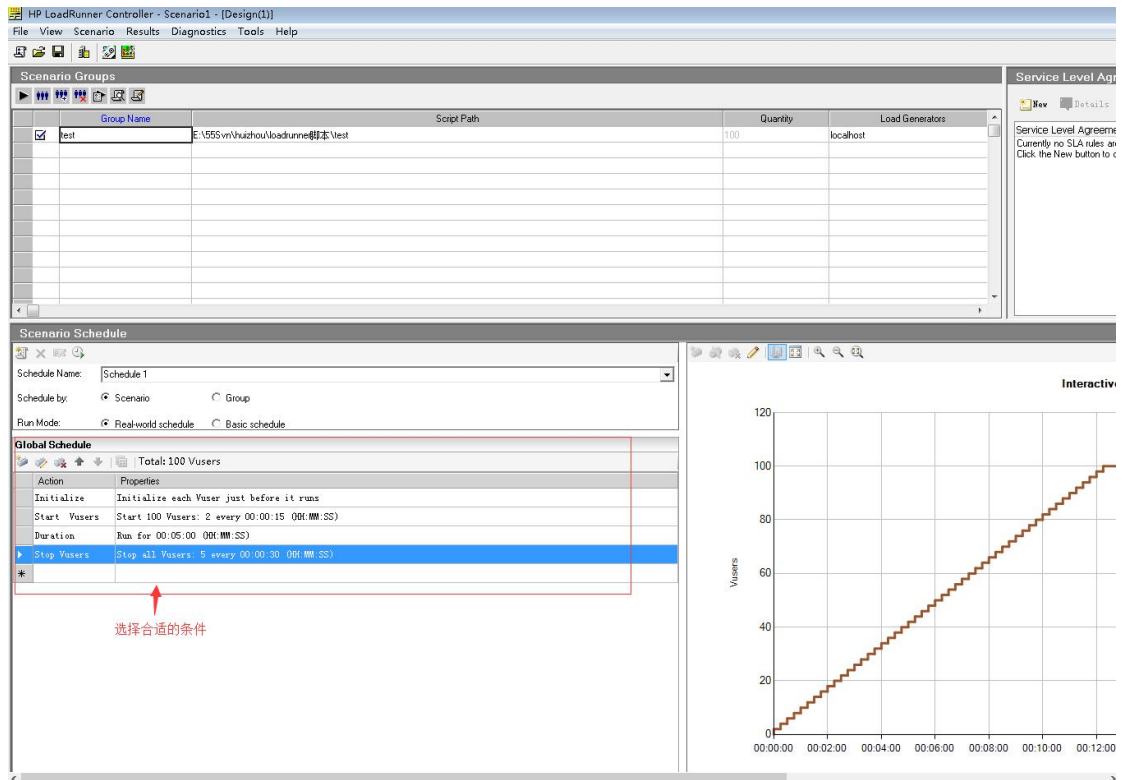 HP LoadRunner Controller - Scenario1 - [Design(1)]
File View Scenario Results Diagnostics Tools Help
Scenario Groups
Group Name Script Path Quantity Load Generators
test E:\55Svn\huizhou\loadrunner脚本\test 100 localhost
Service Level Agr
New Details
Service Level Agreeme
Currently no SLA rules are
Click the New button to
Scenario Schedule
Schedule Name: Schedule 1
Schedule by: Scenario Group
Run Mode: Real-world schedule Basic schedule
Global Schedule
Total: 100 Vusers
Action Properties
Initialize Initialize each Vuser just before it runs
Start Vusers Start 100 Vusers: 2 every 00:00:15 (HH:MM:SS)
Duration Run for 00:05:00 (HH:MM:SS)
Stop Vusers Stop all Vusers: 5 every 00:00:30 (HH:MM:SS)
*
选择合适的条件
Interactiv
120
100
80
60
40
20
0
Vusers
00:00:00 00:02:00 00:04:00 00:06:00 00:08:00 00:10:00 00:12:00